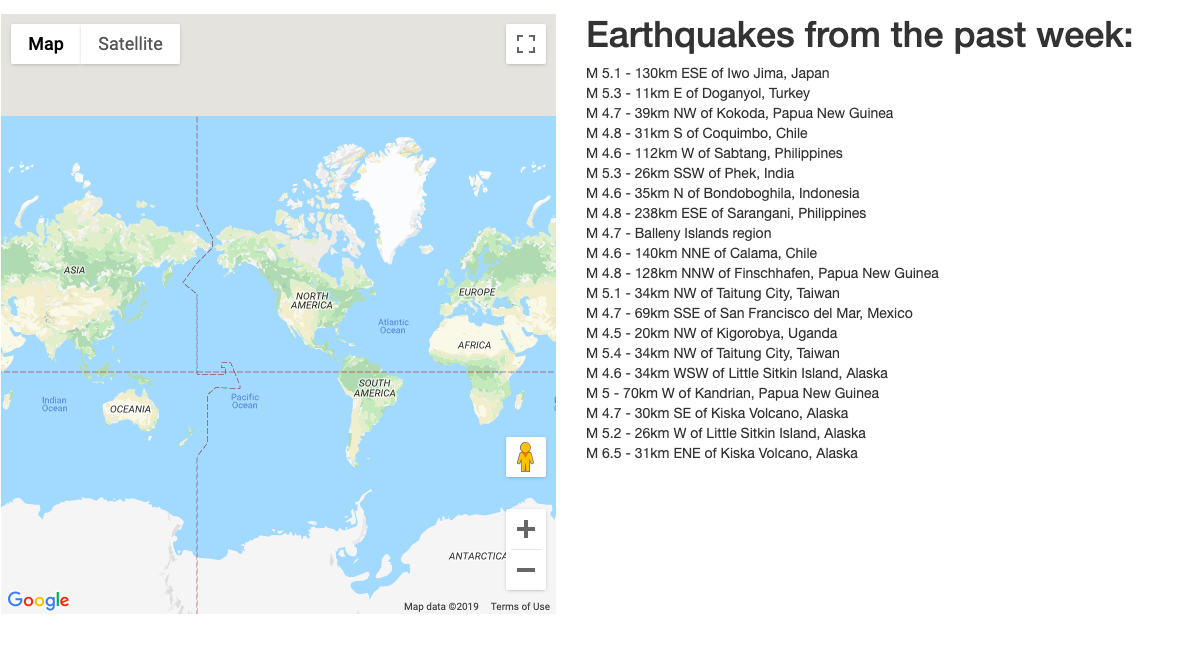 Map
Satellite
ASIA
NORTH
AMERICA
EUROPE
Atlantic
Ocean
AFRICA
SOUTH
AMERICA
Indian
Ocean
OCEANIA
Pacific
Ocean
ANTARCTICA
Google
Map data ©2019
Terms of Use
Earthquakes from the past week:
M 5.1 - 130km ESE of Iwo Jima, Japan
M 5.3 - 11km E of Doganyol, Turkey
M 4.7 - 39km NW of Kokoda, Papua New Guinea
M 4.8 - 31km S of Coquimbo, Chile
M 4.6 - 112km W of Sabtang, Philippines
M 5.3 - 26km SSW of Phek, India
M 4.6 - 35km N of Bondoboghila, Indonesia
M 4.8 - 238km ESE of Sarangani, Philippines
M 4.7 - Balleny Islands region
M 4.6 - 140km NNE of Calama, Chile
M 4.8 - 128km NNW of Finschhafen, Papua New Guinea
M 5.1 - 34km NW of Taitung City, Taiwan
M 4.7 - 69km SSE of San Francisco del Mar, Mexico
M 4.5 - 20km NW of Kigorobya, Uganda
M 5.4 - 34km NW of Taitung City, Taiwan
M 4.6 - 34km WSW of Little Sitkin Island, Alaska
M 5 - 70km W of Kandrian, Papua New Guinea
M 4.7 - 30km SE of Kiska Volcano, Alaska
M 5.2 - 26km W of Little Sitkin Island, Alaska
M 6.5 - 31km ENE of Kiska Volcano, Alaska